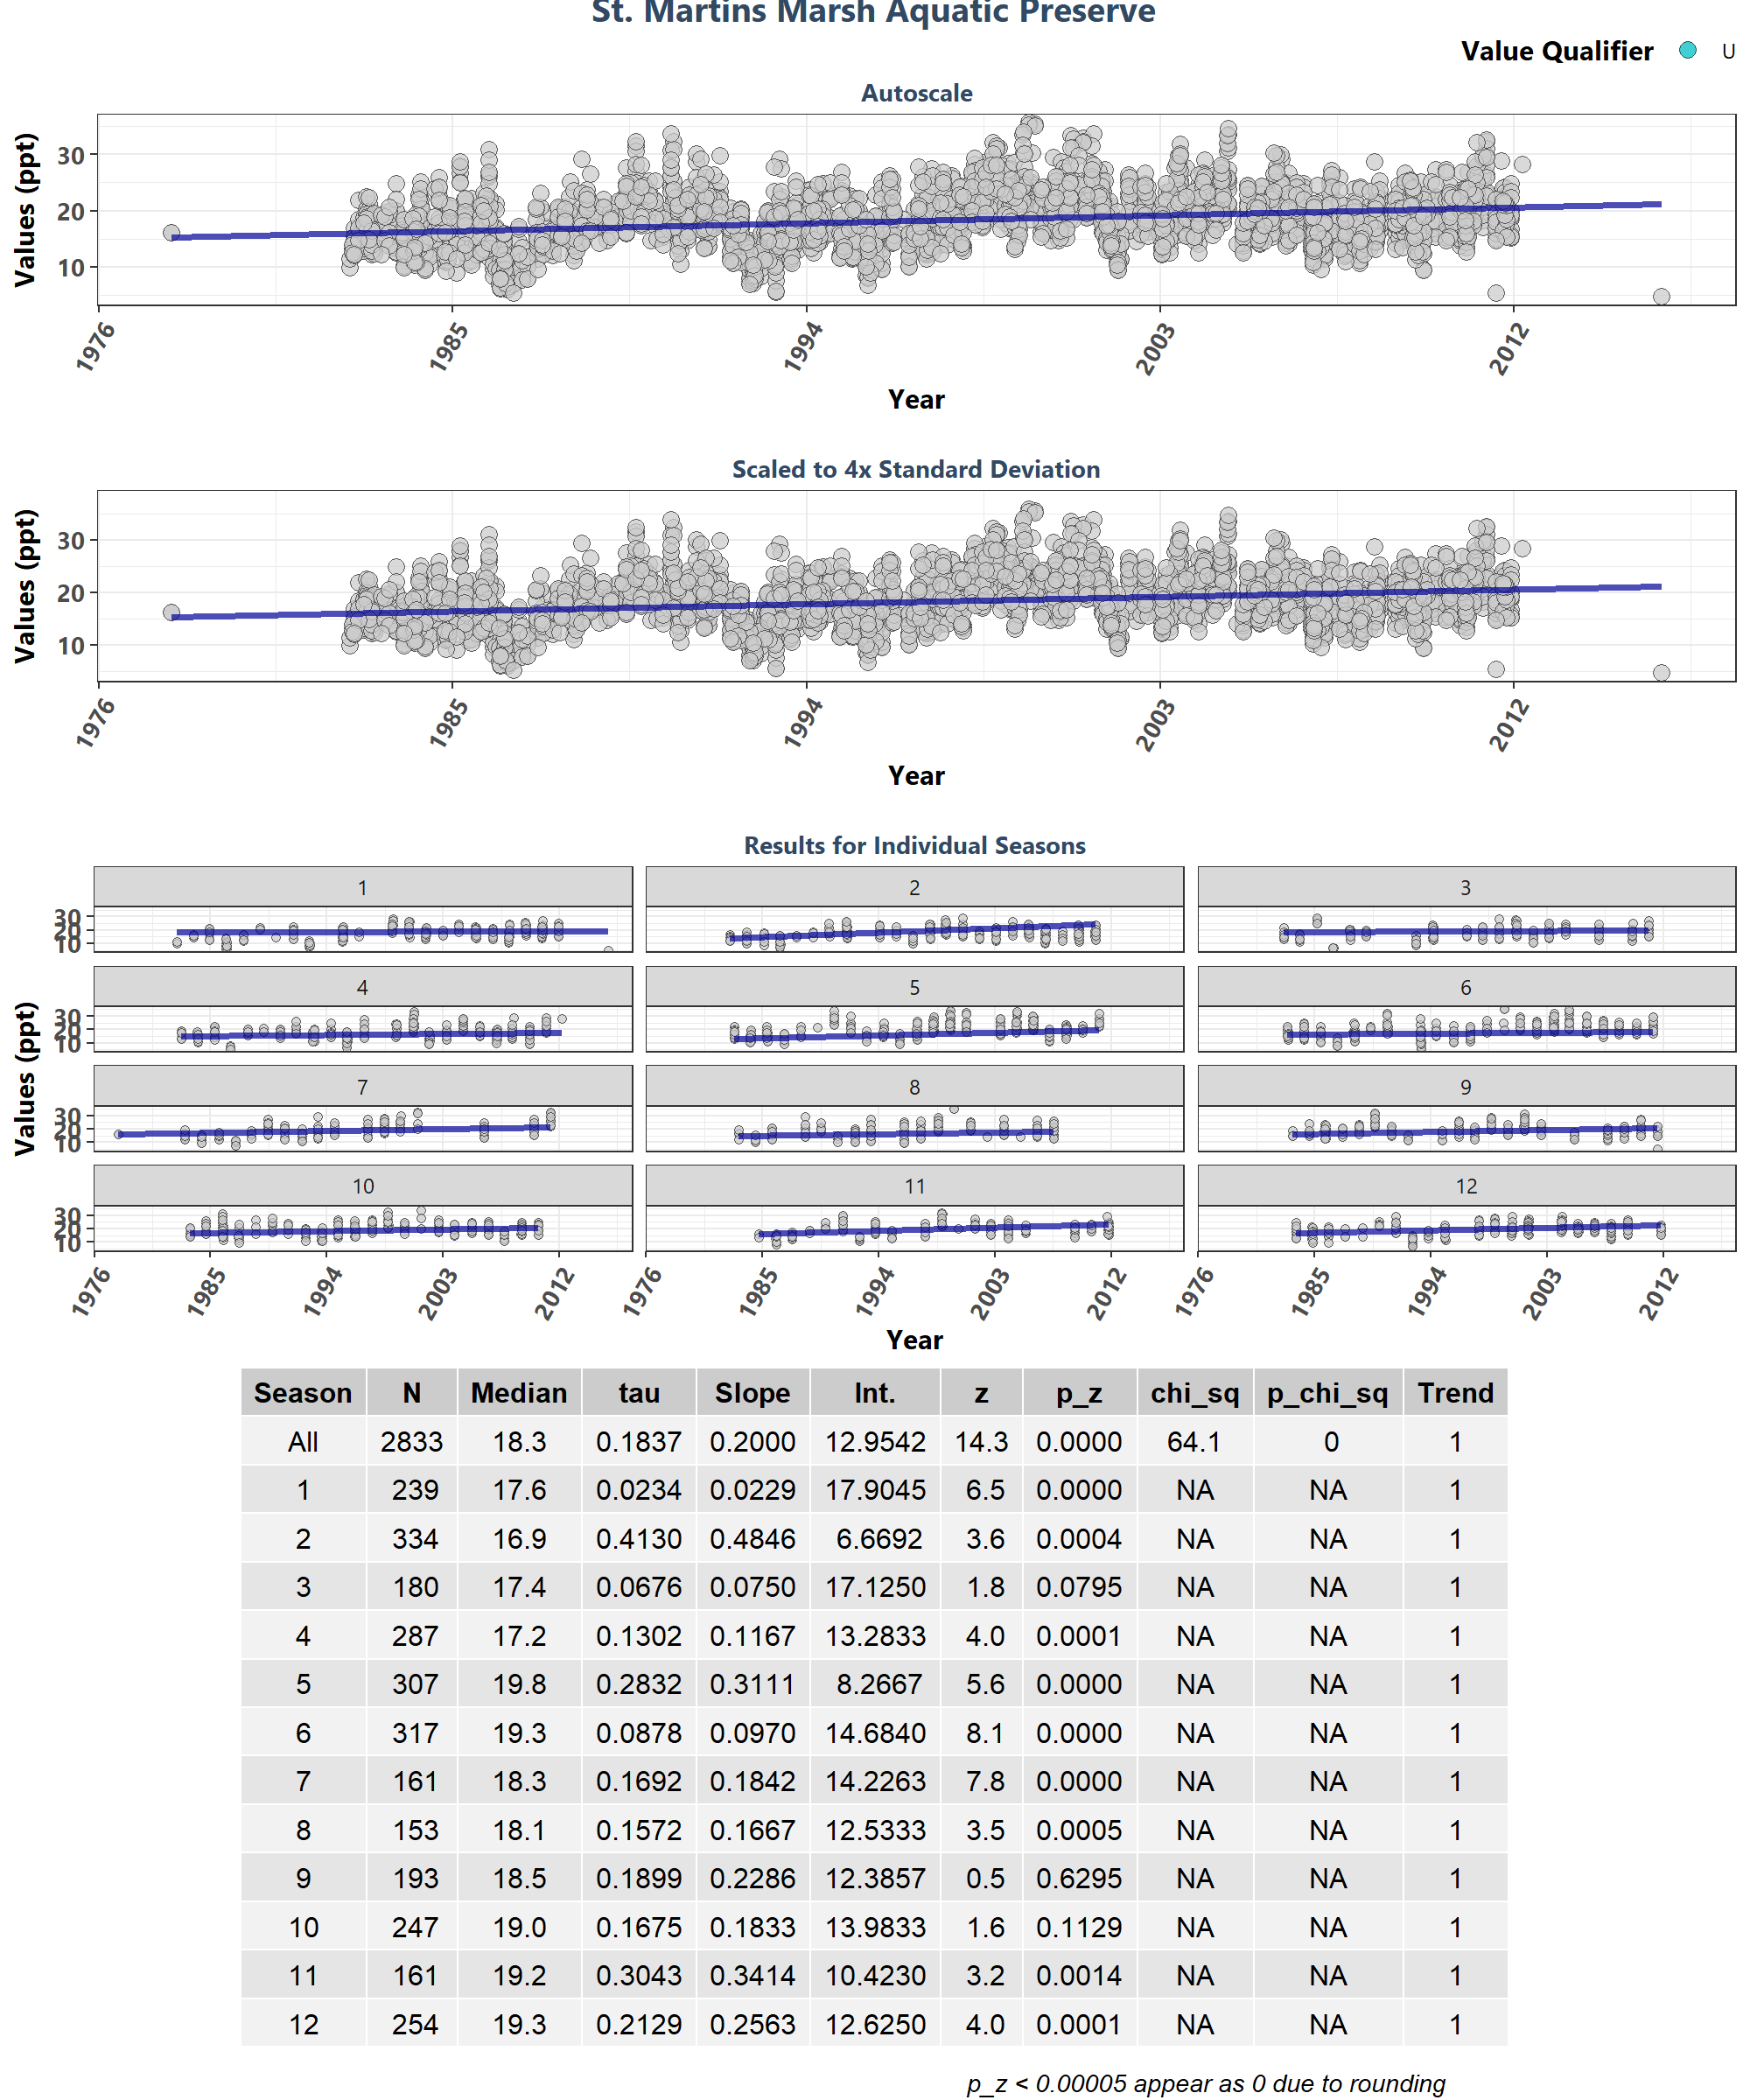 St. Martins Marsh Aquatic Preserve
Value Qualifier U
Autoscale
Values (ppt)
30
20
10
1976 1985 1994 2003 2012
Year
Scaled to 4x Standard Deviation
Values (ppt)
30
20
10
1976 1985 1994 2003 2012
Year
Results for Individual Seasons
Values (ppt)
1 2 3
30
20
10
4 5 6
30
20
10
7 8 9
30
20
10
10 11 12
30
20
10
1976 1985 1994 2003 2012 1976 1985 1994 2003 2012 1976 1985 1994 2003 2012
Year
Season N Median tau Slope Int. z p_z chi_sq p_chi_sq Trend
All 2833 18.3 0.1837 0.2000 12.9542 14.3 0.0000 64.1 0 1
1 239 17.6 0.0234 0.0229 17.9045 6.5 0.0000 NA NA 1
2 334 16.9 0.4130 0.4846 6.6692 3.6 0.0004 NA NA 1
3 180 17.4 0.0676 0.0750 17.1250 1.8 0.0795 NA NA 1
4 287 17.2 0.1302 0.1167 13.2833 4.0 0.0001 NA NA 1
5 307 19.8 0.2832 0.3111 8.2667 5.6 0.0000 NA NA 1
6 317 19.3 0.0878 0.0970 14.6840 8.1 0.0000 NA NA 1
7 161 18.3 0.1692 0.1842 14.2263 7.8 0.0000 NA NA 1
8 153 18.1 0.1572 0.1667 12.5333 3.5 0.0005 NA NA 1
9 193 18.5 0.1899 0.2286 12.3857 0.5 0.6295 NA NA 1
10 247 19.0 0.1675 0.1833 13.9833 1.6 0.1129 NA NA 1
11 161 19.2 0.3043 0.3414 10.4230 3.2 0.0014 NA NA 1
12 254 19.3 0.2129 0.2563 12.6250 4.0 0.0001 NA NA 1
p_z < 0.00005 appear as 0 due to rounding